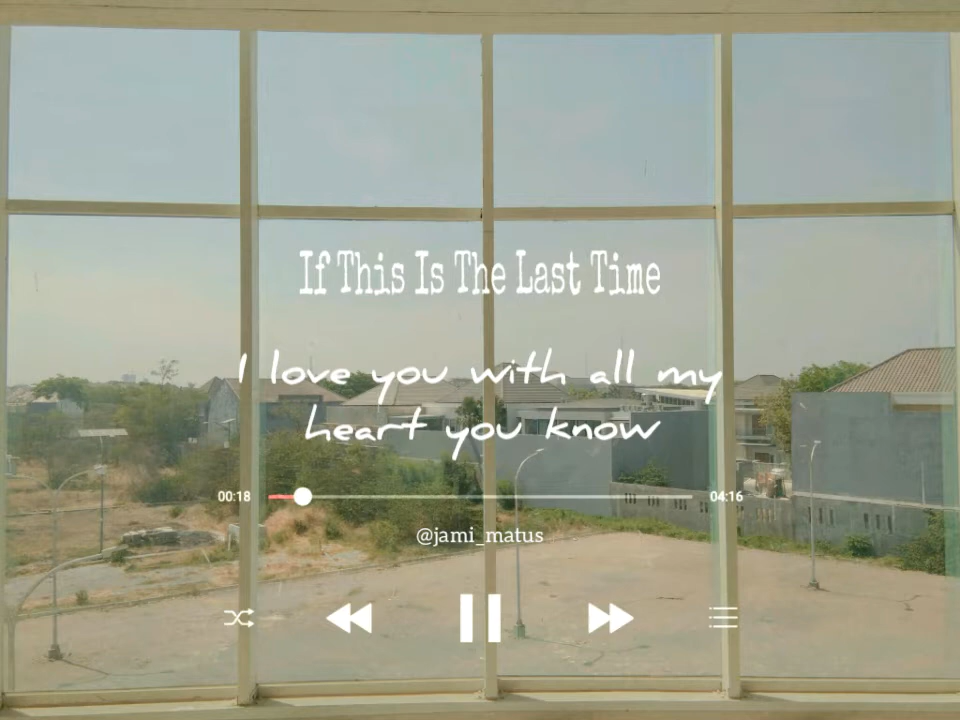 If This Is The Last Time
I love you with all my
heart you know
00:18
04:16
@jami_matus